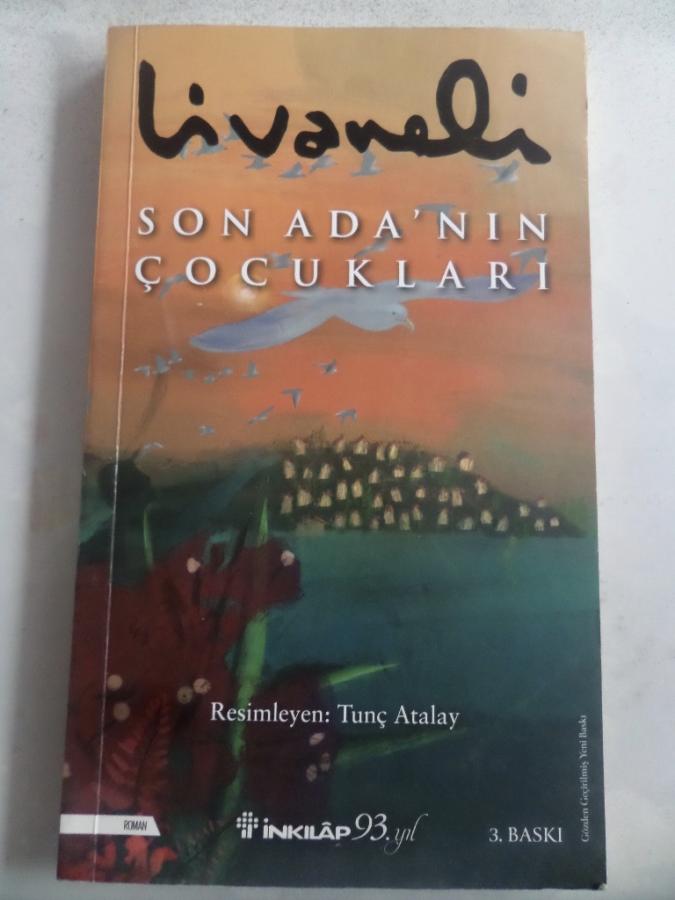 Livaneli
SON ADA'NIN
ÇOCUKLARI
Resimleyen: Tunç Atalay
Gözden Geçirilmiş Yeni Baskı
ROMAN
İNKILÂP 93. yıl
3. BASKI